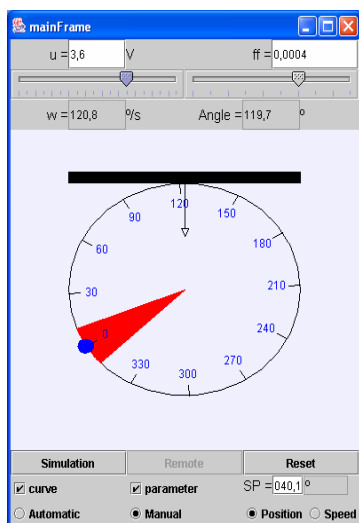 mainFrame
u = 3,6 V ff = 0,0004
w = 120,8 º/s Angle = 119,7 º
120
90 150
60 180
30 210
0 240
330 270
300
Simulation Remote Reset
curve parameter SP = 040,1 º
Automatic Manual Position Speed